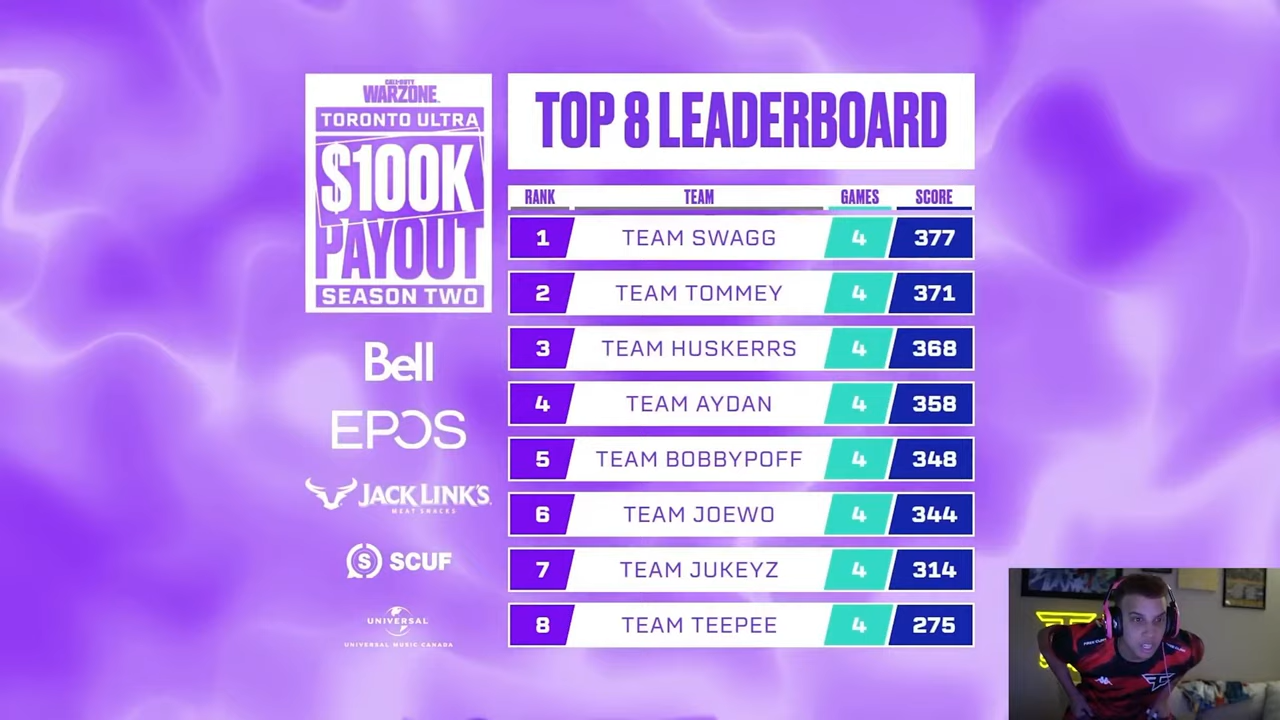 CALL OF DUTY
WARZONE
TORONTO ULTRA
$100K
PAYOUT
SEASON TWO
Bell
EPOS
JACK LINK'S
MEAT SNACKS
S SCUF
UNIVERSAL
UNIVERSAL MUSIC CANADA
TOP 8 LEADERBOARD
RANK TEAM GAMES SCORE
1 TEAM SWAGG 4 377
2 TEAM TOMMEY 4 371
3 TEAM HUSKERRS 4 368
4 TEAM AYDAN 4 358
5 TEAM BOBBYPOFF 4 348
6 TEAM JOEWO 4 344
7 TEAM JUKEYZ 4 314
8 TEAM TEEPEE 4 275